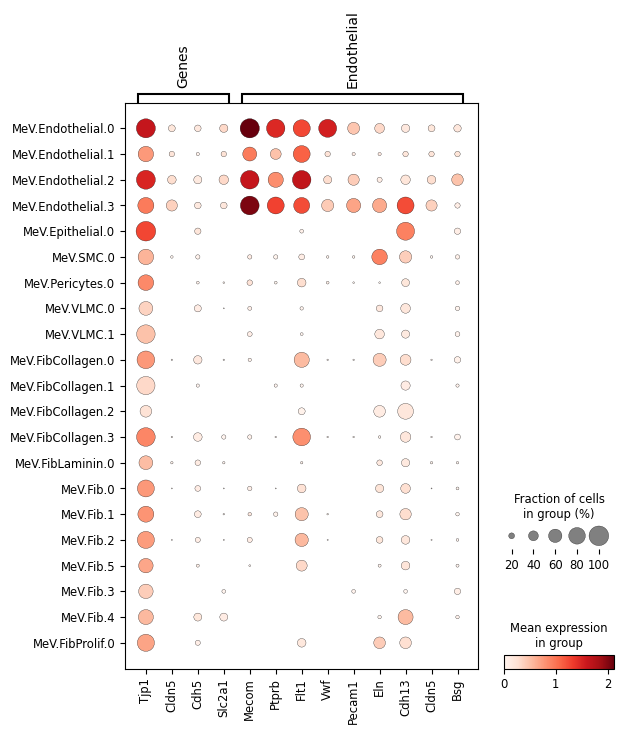 Genes
Endothelial
MeV.Endothelial.0
MeV.Endothelial.1
MeV.Endothelial.2
MeV.Endothelial.3
MeV.Epithelial.0
MeV.SMC.0
MeV.Pericytes.0
MeV.VLMC.0
MeV.VLMC.1
MeV.FibCollagen.0
MeV.FibCollagen.1
MeV.FibCollagen.2
MeV.FibCollagen.3
MeV.FibLaminin.0
MeV.Fib.0
MeV.Fib.1
MeV.Fib.2
MeV.Fib.5
MeV.Fib.3
MeV.Fib.4
MeV.FibProlif.0
Tjp1
Cldn5
Cdh5
Slc2a1
Mecom
Ptprb
Flt1
Vwf
Pecam1
Eln
Cdh13
Cldn5
Bsg
Fraction of cells
in group (%)
20 40 60 80 100
Mean expression
in group
0 1 2